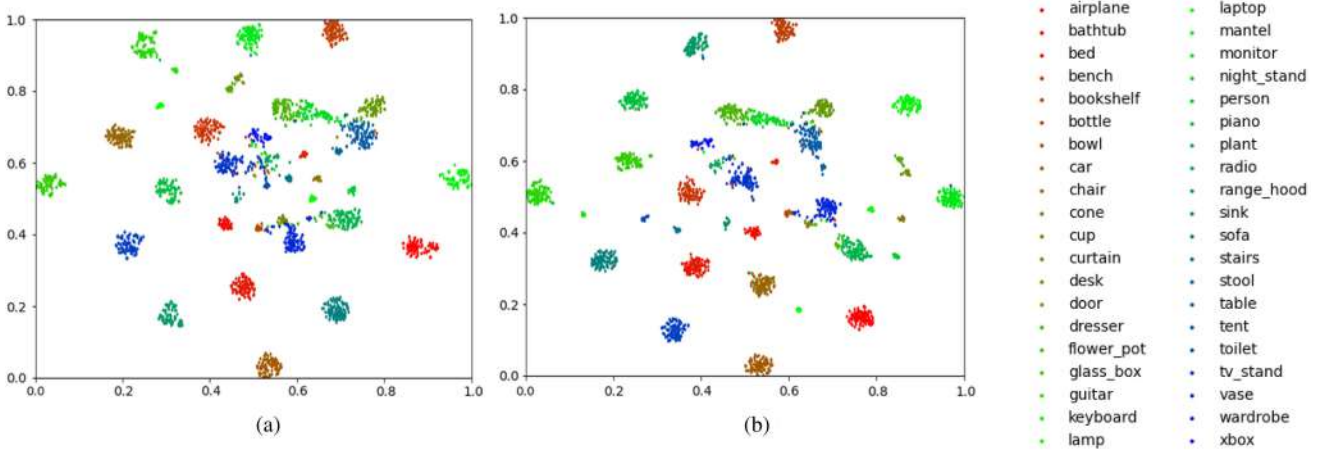 1.0
0.8
0.6
0.4
0.2
0.0
0.0 0.2 0.4 0.6 0.8 1.0
(a)
1.0
0.8
0.6
0.4
0.2
0.0
0.0 0.2 0.4 0.6 0.8 1.0
(b)
airplane
bathtub
bed
bench
bookshelf
bottle
bowl
car
chair
cone
cup
curtain
desk
door
dresser
flower_pot
glass_box
guitar
keyboard
lamp
laptop
mantel
monitor
night_stand
person
piano
plant
radio
range_hood
sink
sofa
stairs
stool
table
tent
toilet
tv_stand
vase
wardrobe
xbox